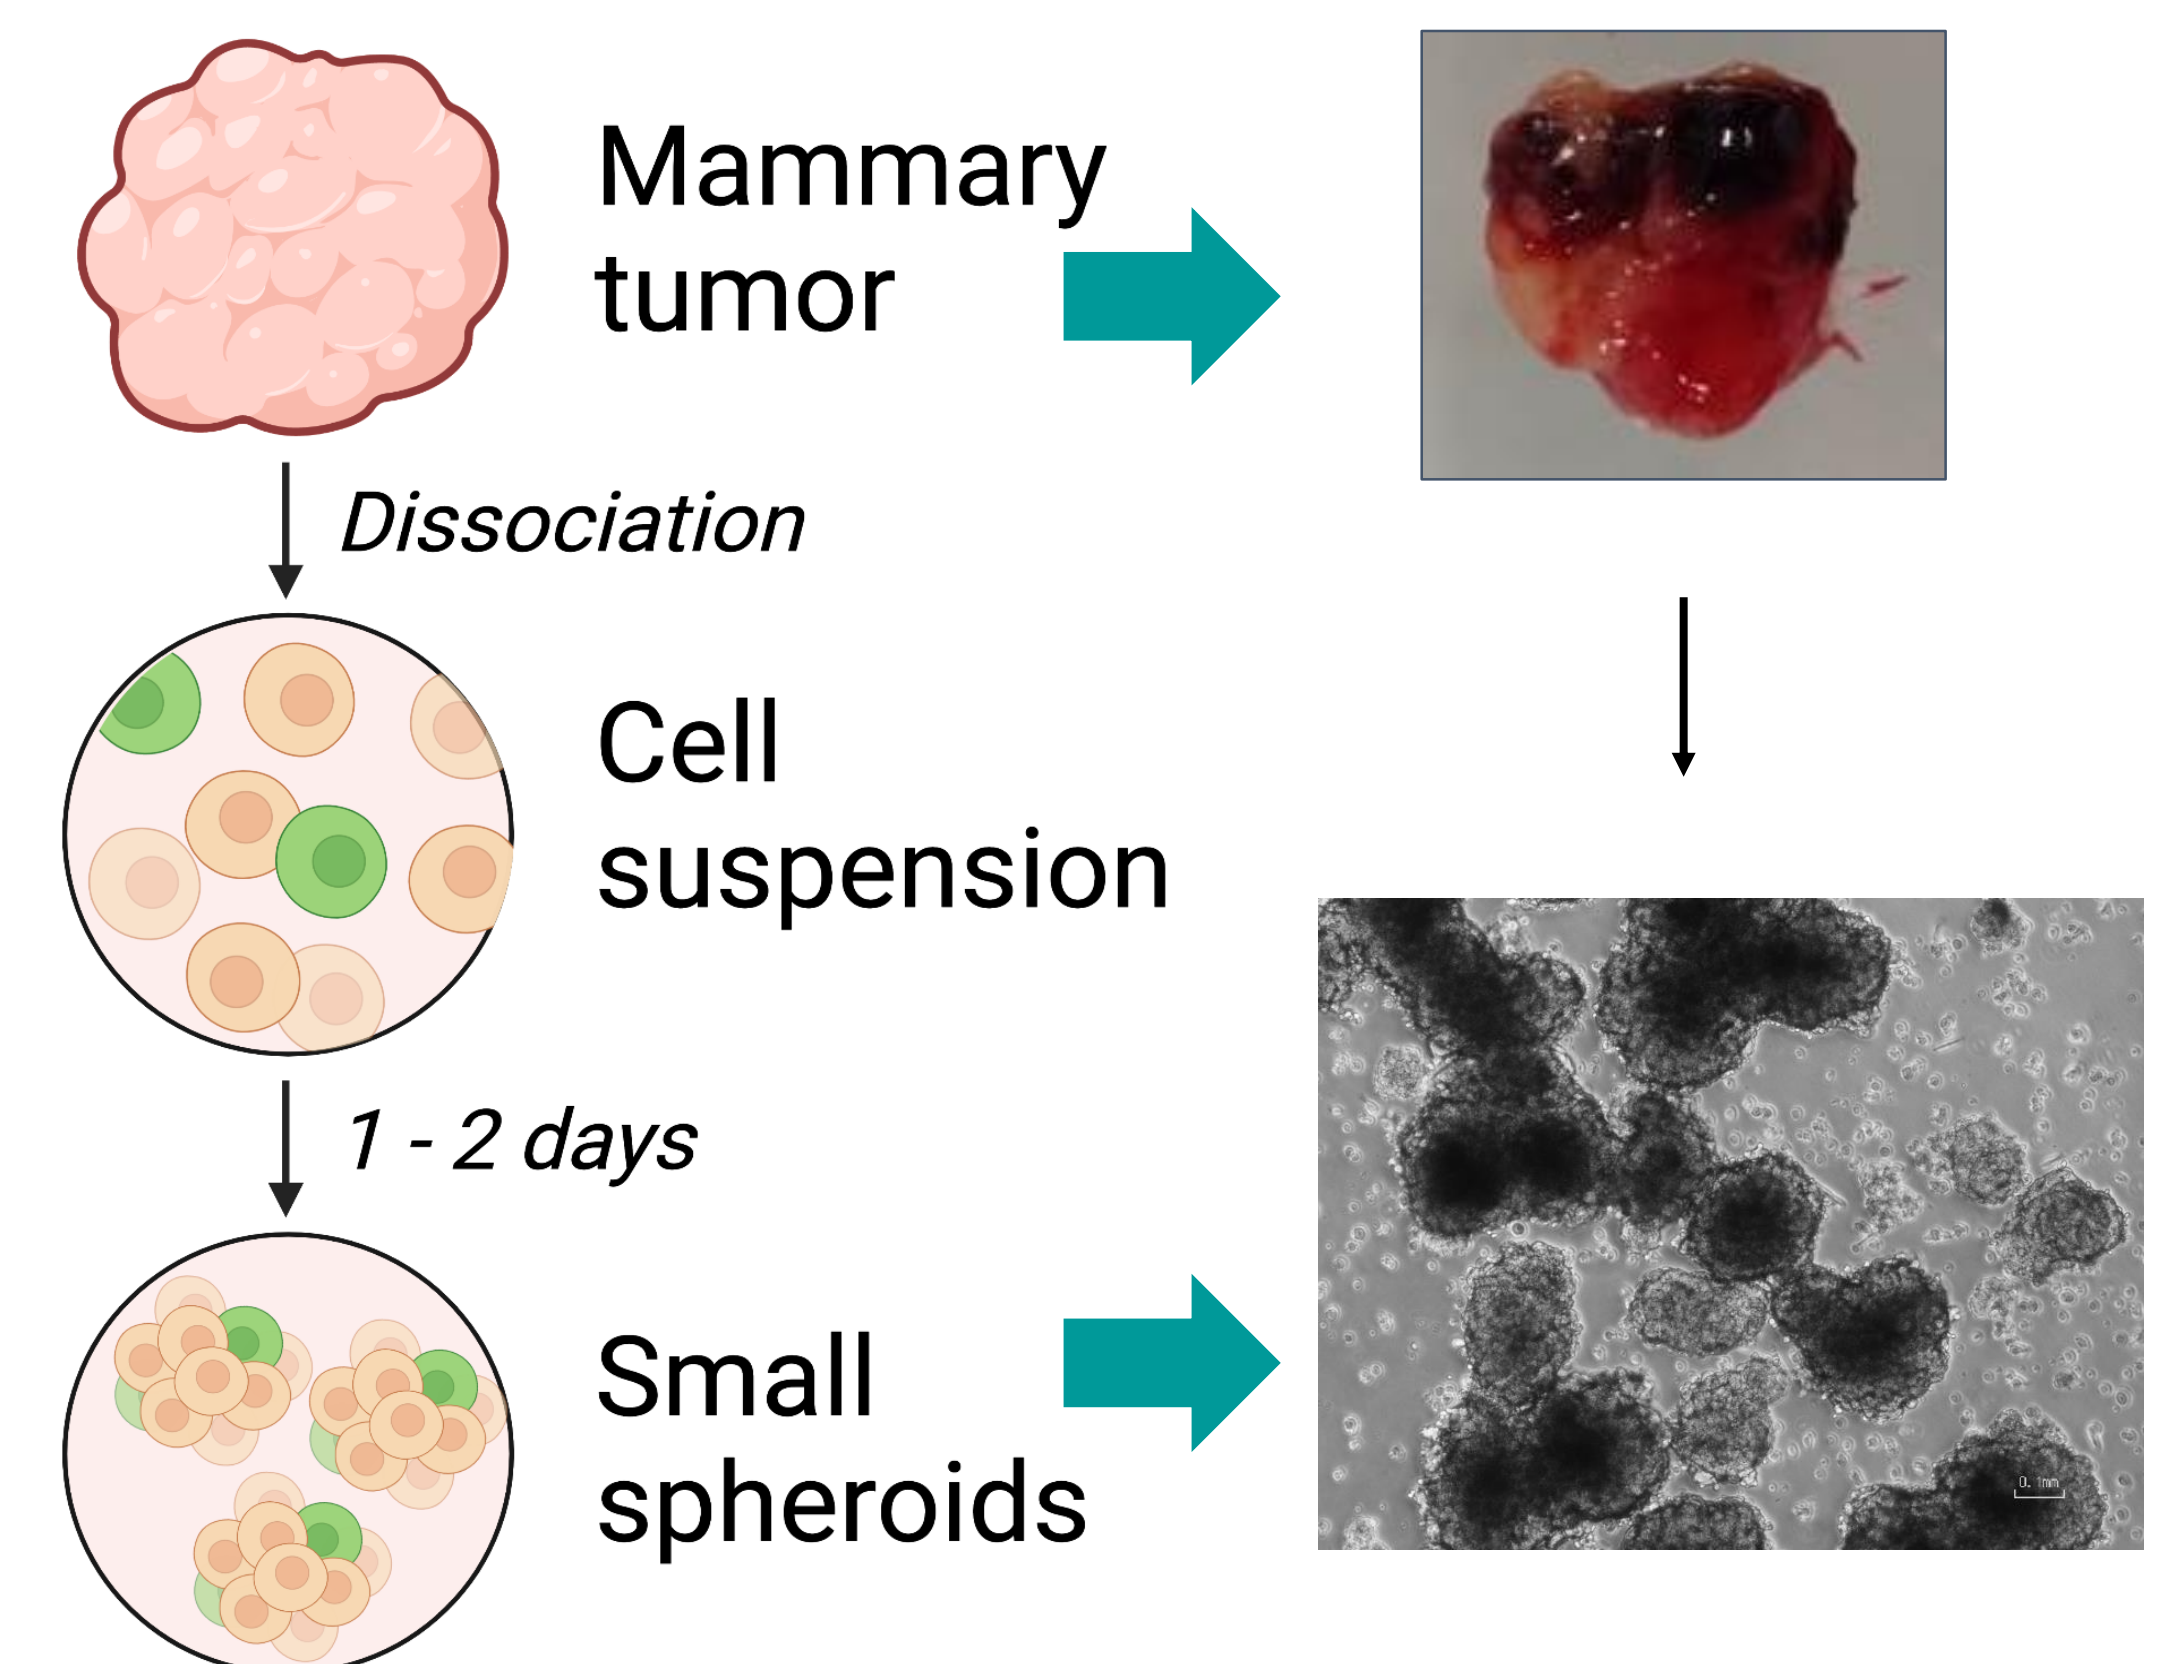 Mammary
tumor
Dissociation
Cell
suspension
1 - 2 days
Small
spheroids
0. 1mm